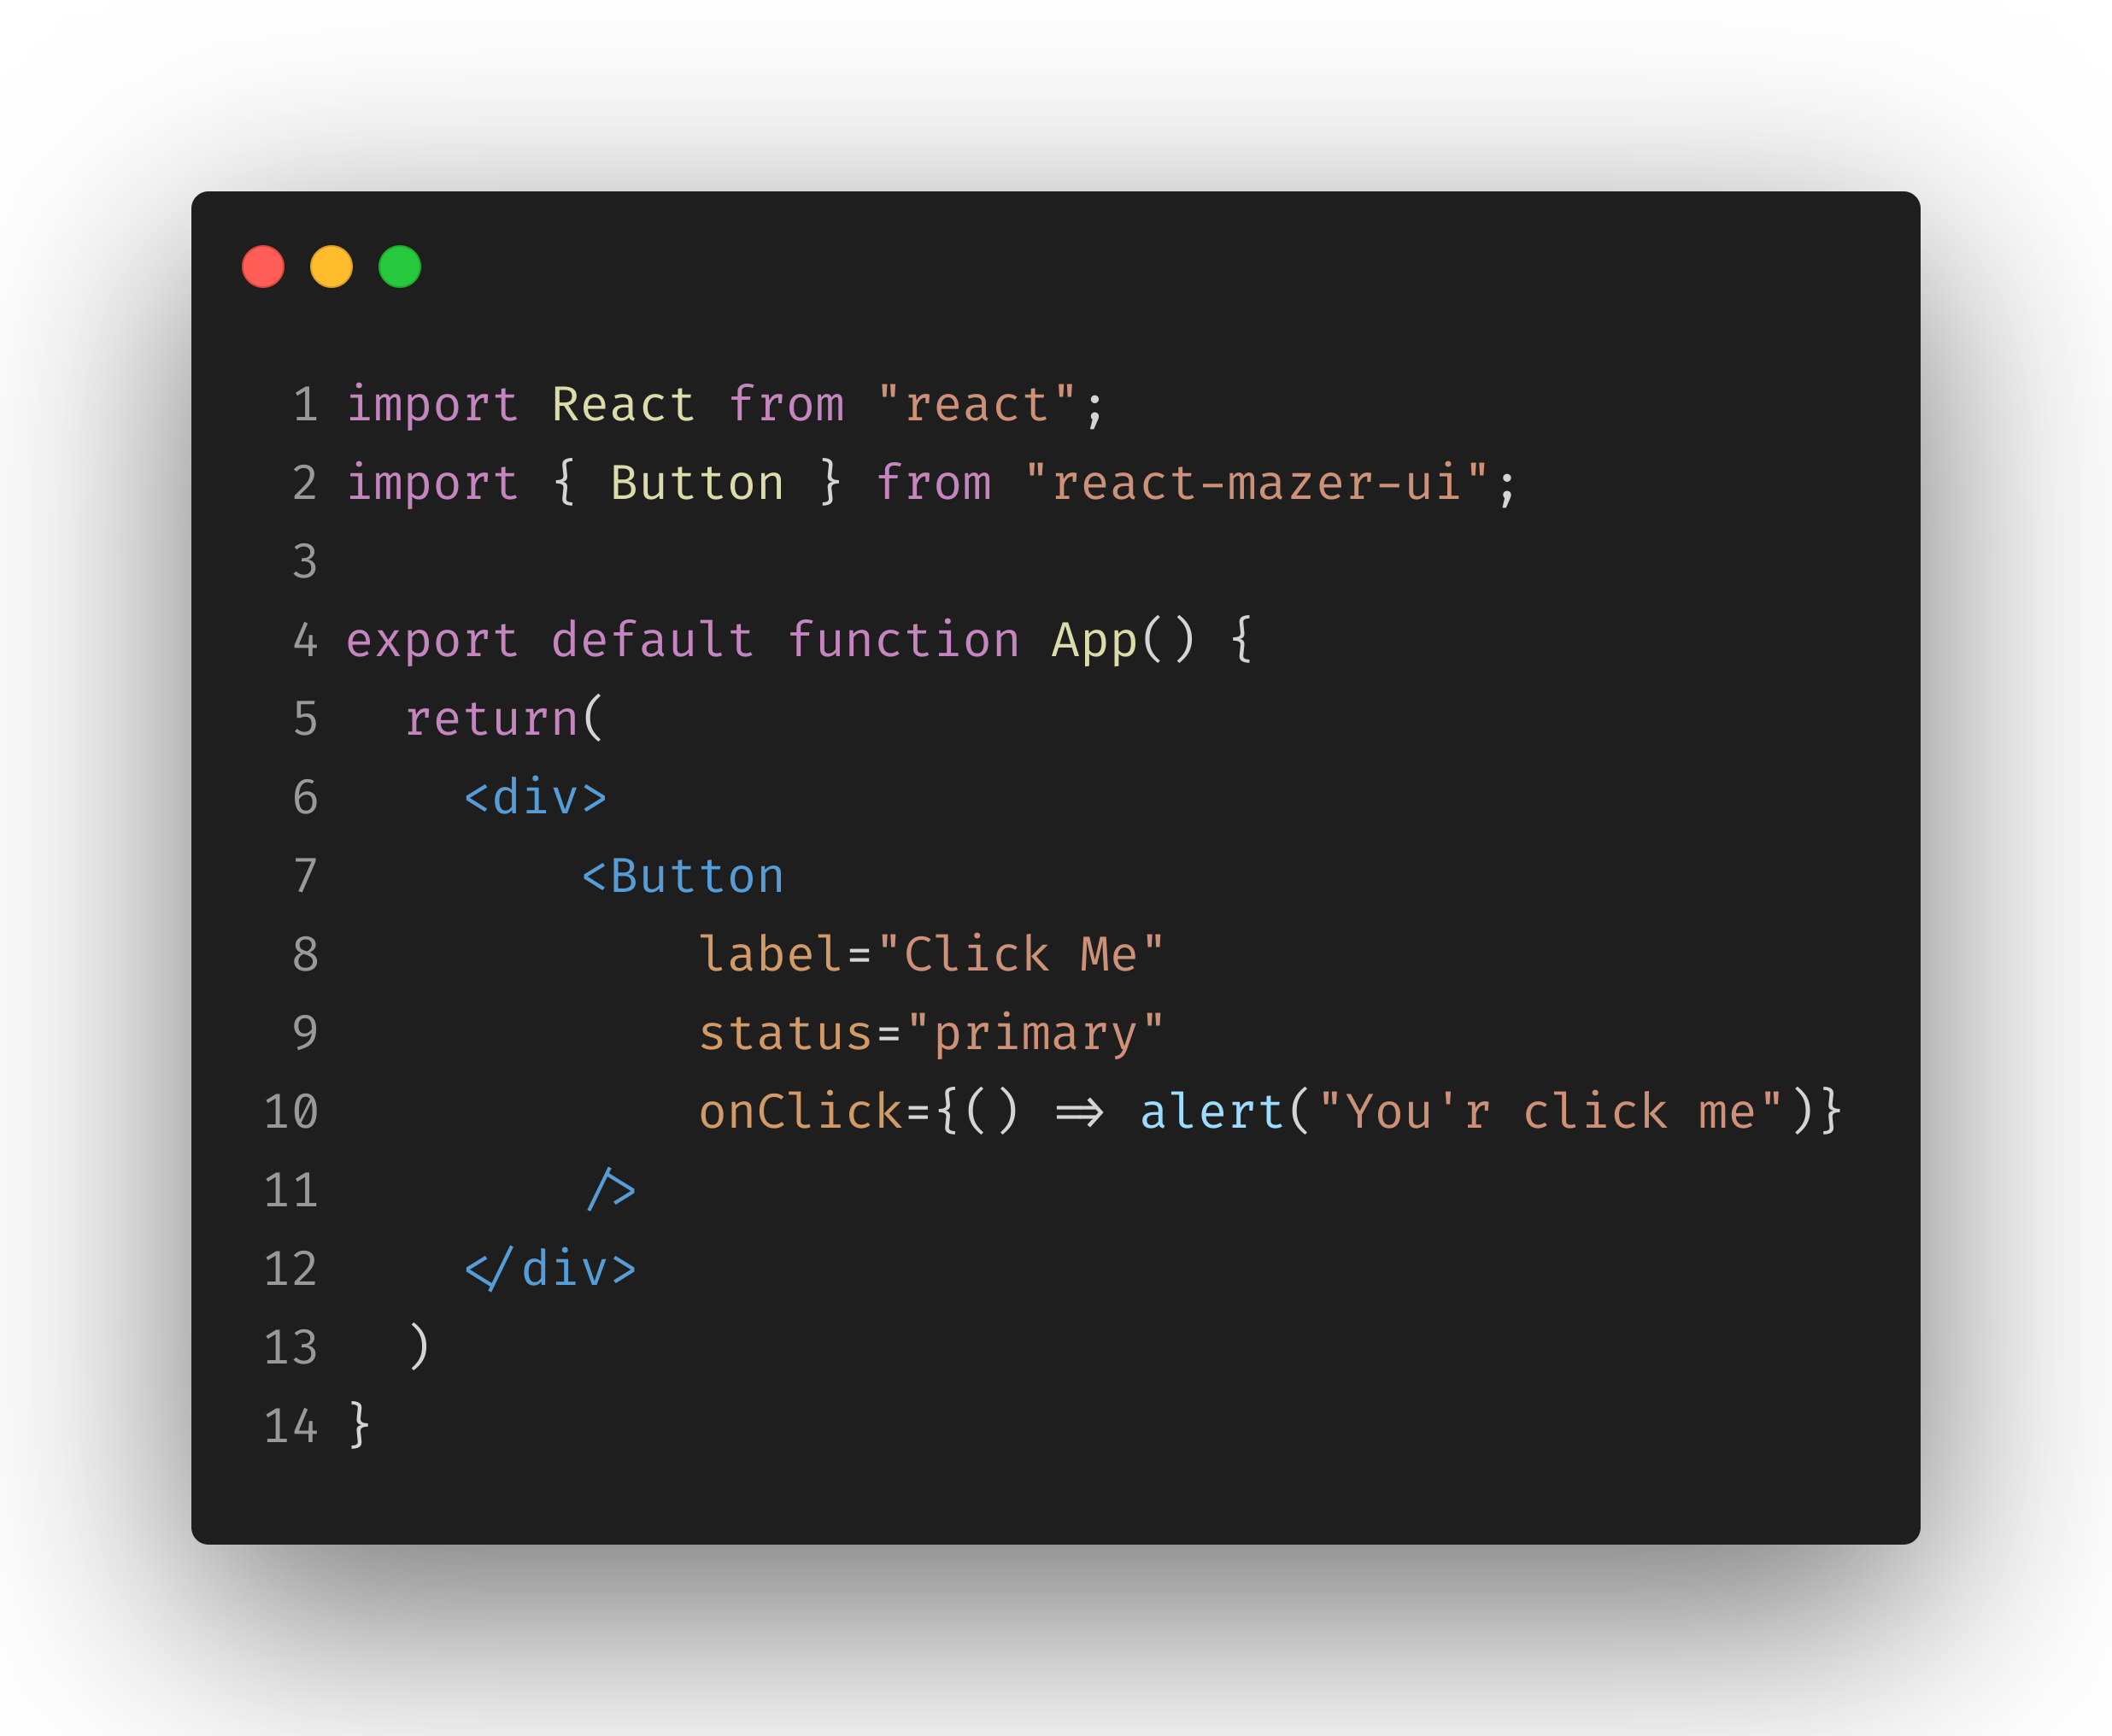 1 import React from "react";
2 import { Button } from "react-mazer-ui";
3
4 export default function App() {
5   return(
6     <div>
7         <Button
8             label="Click Me"
9             status="primary"
10             onClick={() => alert("You'r click me")}
11         />
12     </div>
13   )
14 }